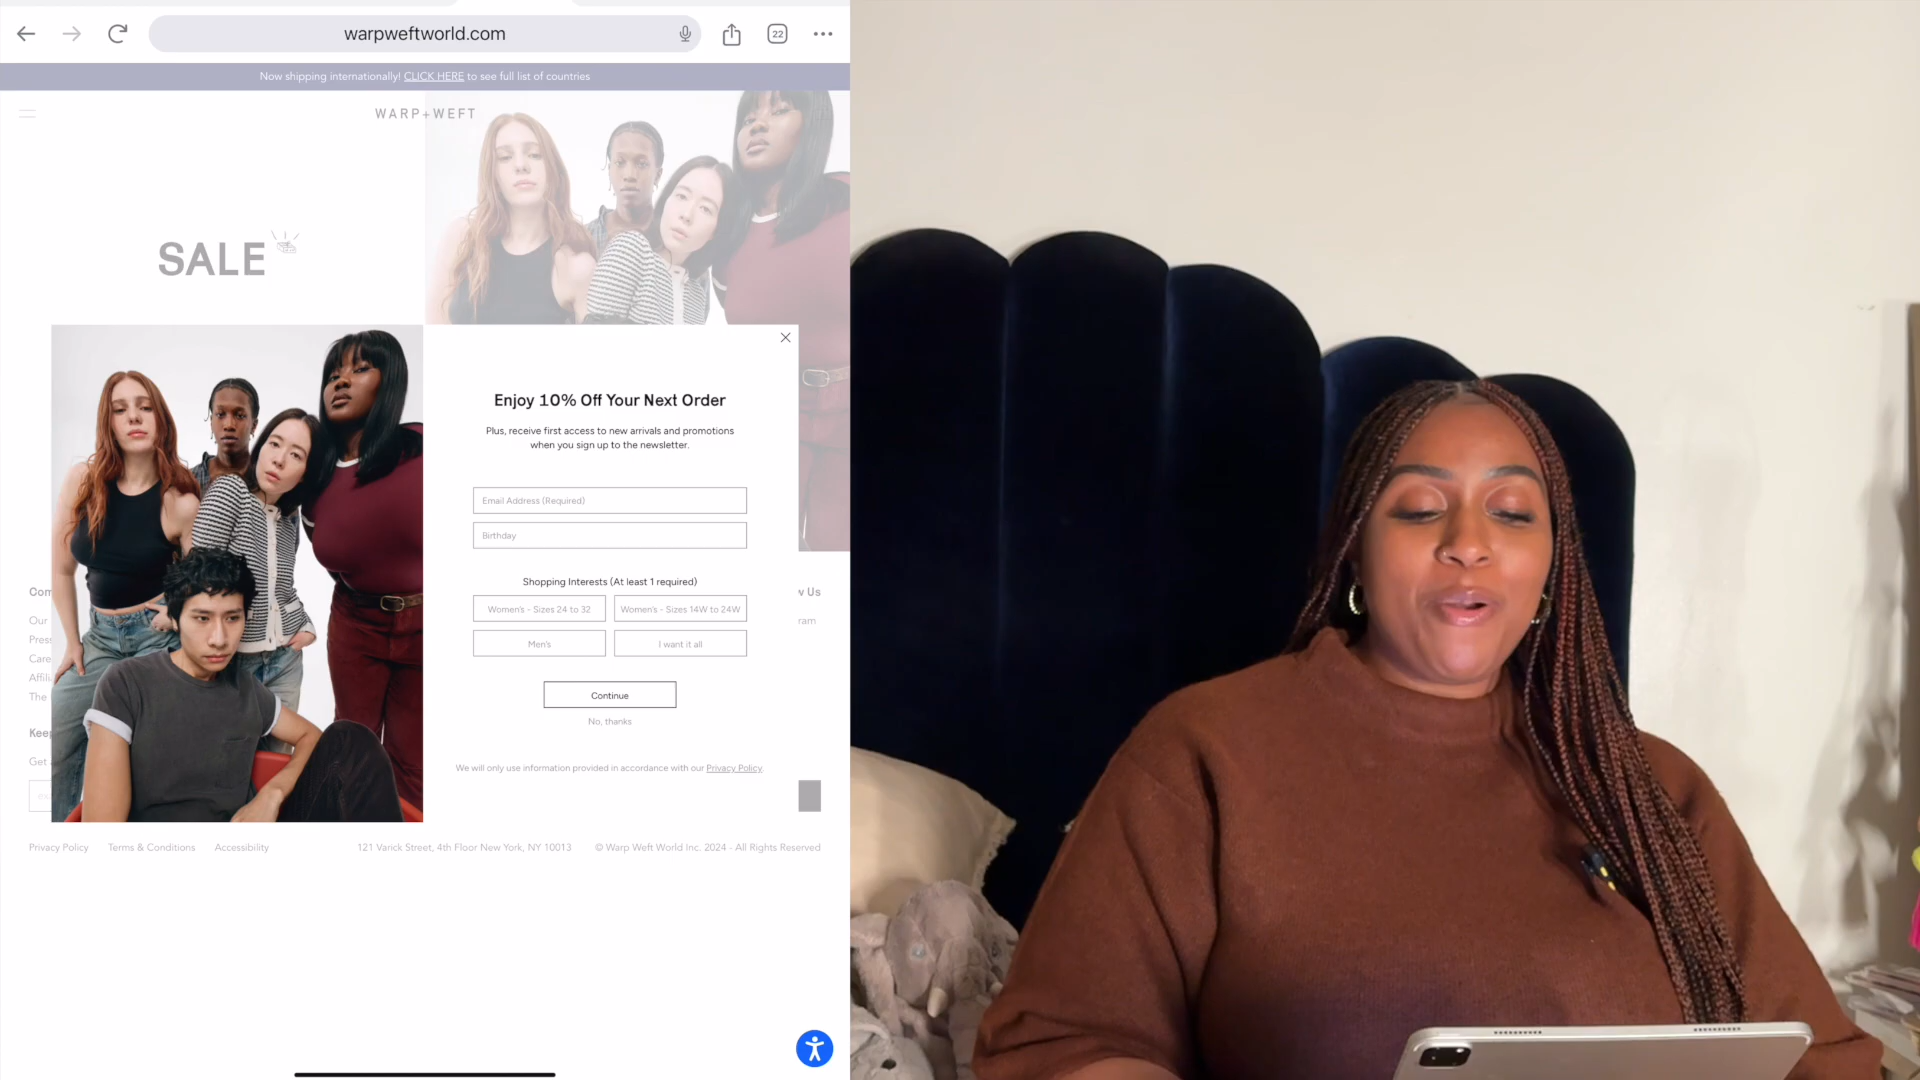 warpweftworld.com
22
Now shipping internationally! CLICK HERE to see full list of countries
WARP+WEFT
SALE
Enjoy 10% Off Your Next Order
Plus, receive first access to new arrivals and promotions
when you sign up to the newsletter.
Email Address (Required)
Birthday
Shopping Interests (At least 1 required)
Women's - Sizes 24 to 32
Women's - Sizes 14W to 24W
Men's
I want it all
Continue
No, thanks
We will only use information provided in accordance with our Privacy Policy.
Our
Care
The
Us
Get
Privacy Policy
Terms & Conditions
Accessibility
121 Varick Street, 4th Floor New York, NY 10013
© Warp Weft World Inc. 2024 - All Rights Reserved